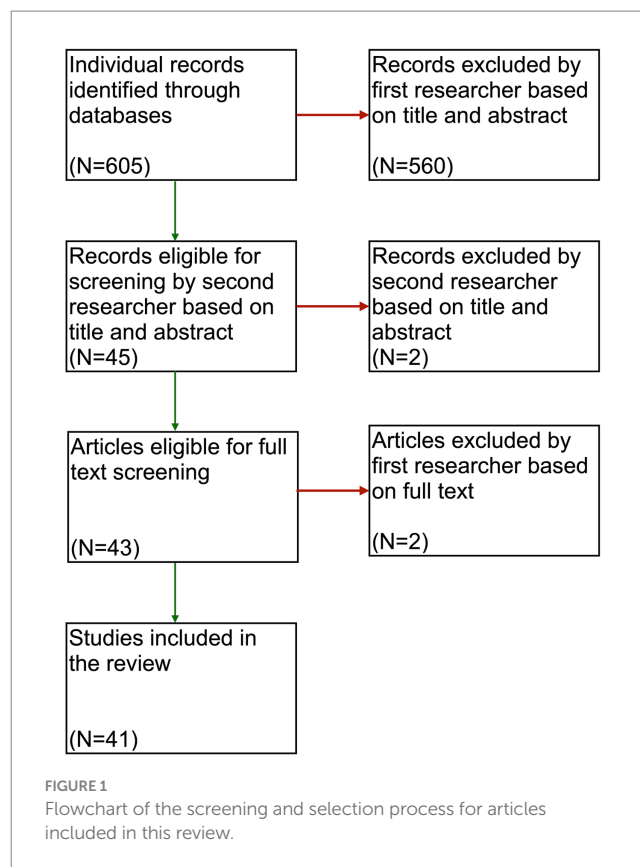 Individual records
identified through
databases
(N=605)
Records excluded by
first researcher based
on title and abstract
(N=560)
Records eligible for
screening by second
researcher based on
title and abstract
(N=45)
Records excluded by
second researcher
based on title and
abstract
(N=2)
Articles eligible for full
text screening
(N=43)
Articles excluded by
first researcher based
on full text
(N=2)
Studies included in
the review
(N=41)
FIGURE 1
Flowchart of the screening and selection process for articles
included in this review.